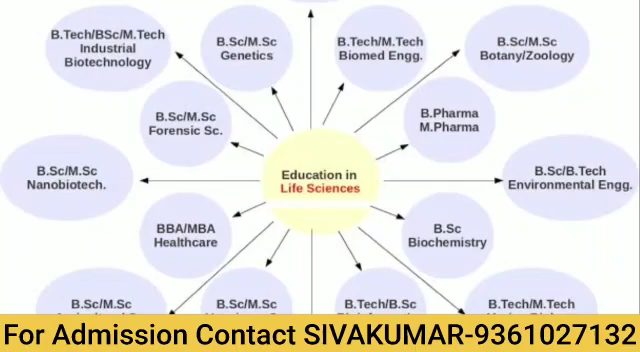 B.Tech/BSc/M.Tech
Industrial
Biotechnology
B.Sc/M.Sc
Genetics
B.Tech/M.Tech
Biomed Engg.
B.Sc/M.Sc
Botany/Zoology
B.Sc/M.Sc
Forensic Sc.
B.Pharma
M.Pharma
B.Sc/M.Sc
Nanobiotech.
Education in
Life Sciences
B.Sc/B.Tech
Environmental Engg.
BBA/MBA
Healthcare
B.Sc
Biochemistry
B.Sc/M.Sc
B.Sc/M.Sc
B.Tech/B.Sc
B.Tech/M.Tech
For Admission Contact SIVAKUMAR-9361027132